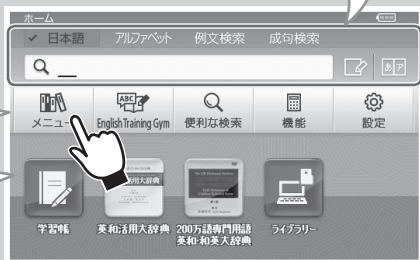 ホーム
✓ 日本語 アルファベット 例文検索 成句検索
あ ア
メニュー English Training Gym 便利な検索 機能 設定
ABC
学習帳 英和活用大辞典 200万語専門用語 ライブラリー
英和・和英大辞典